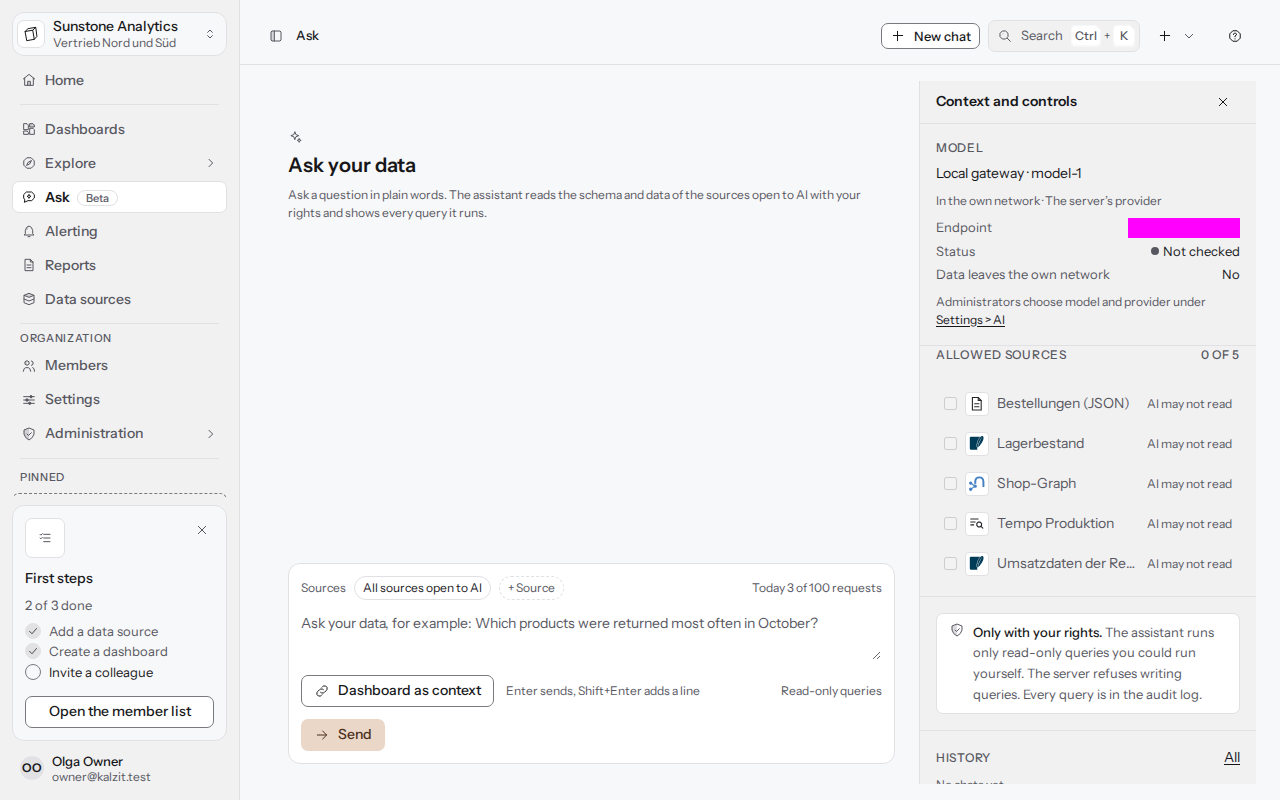 Sunstone Analytics
Vertrieb Nord und Süd
Home
Dashboards
Explore
Ask Beta
Alerting
Reports
Data sources
ORGANIZATION
Members
Settings
Administration
PINNED
First steps
2 of 3 done
Add a data source
Create a dashboard
Invite a colleague
Open the member list
OO
Olga Owner
owner@kalzit.test
Ask
New chat
Search Ctrl + K
Ask your data
Ask a question in plain words. The assistant reads the schema and data of the sources open to AI with your
rights and shows every query it runs.
Sources All sources open to AI + Source Today 3 of 100 requests
Ask your data, for example: Which products were returned most often in October?
Dashboard as context Enter sends, Shift+Enter adds a line Read-only queries
Send
Context and controls
MODEL
Local gateway · model-1
In the own network · The server's provider
Endpoint
Status Not checked
Data leaves the own network No
Administrators choose model and provider under
Settings > AI
ALLOWED SOURCES 0 OF 5
Bestellungen (JSON) AI may not read
Lagerbestand AI may not read
Shop-Graph AI may not read
Tempo Produktion AI may not read
Umsatzdaten der Re... AI may not read
Only with your rights. The assistant runs
only read-only queries you could run
yourself. The server refuses writing
queries. Every query is in the audit log.
HISTORY All